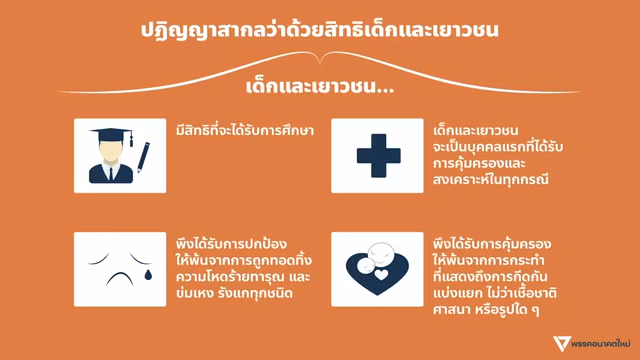 ปฏิญญาสากลว่าด้วยสิทธิเด็กและเยาวชน
เด็กและเยาวชน...
มีสิทธิที่จะได้รับการศึกษา
เด็กและเยาวชน
จะเป็นบุคคลแรกที่ได้รับ
การคุ้มครองและ
สงเคราะห์ในทุกกรณี
พึงได้รับการปกป้อง
ให้พ้นจากการถูกทอดทิ้ง
ความโหดร้ายทารุณ และ
ข่มเหง รังแกทุกชนิด
พึงได้รับการคุ้มครอง
ให้พ้นจากการกระทำ
ที่แสดงถึงการกีดกัน
แบ่งแยก ไม่ว่าเชื้อชาติ
ศาสนา หรือรูปใด ๆ
พรรคอนาคตใหม่